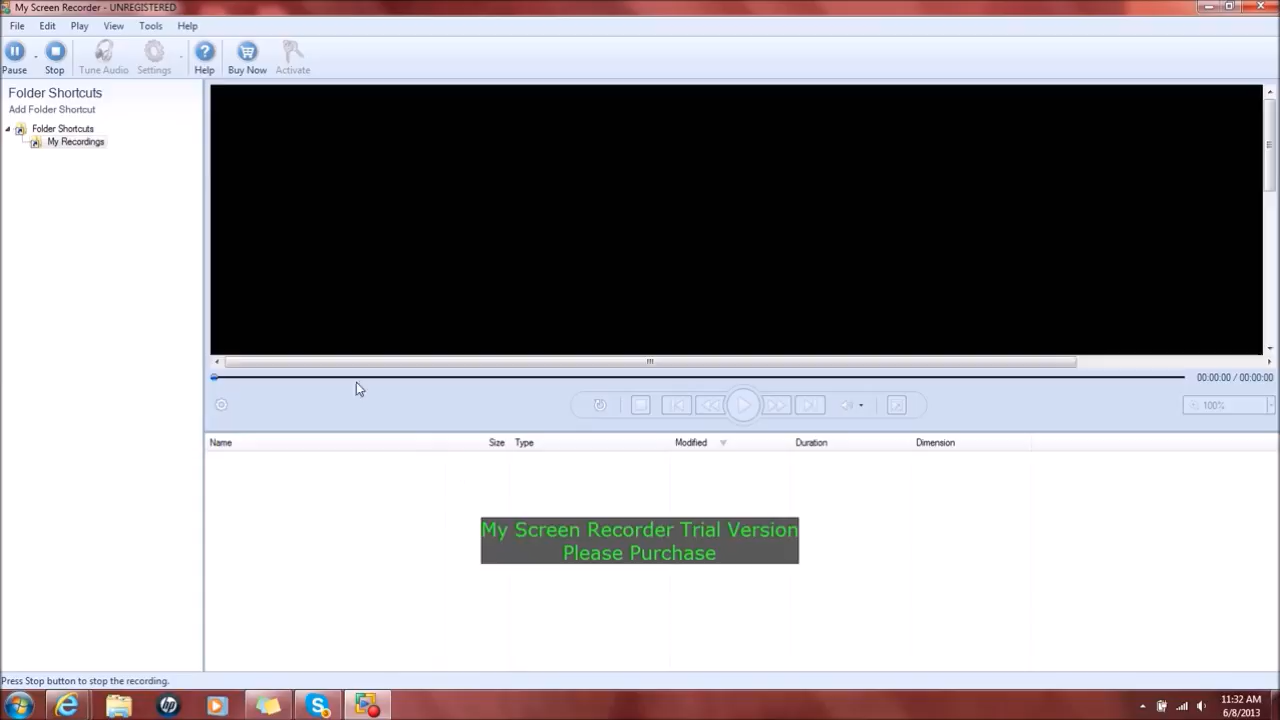 My Screen Recorder - UNREGISTERED
File Edit Play View Tools Help
Pause Stop Tune Audio Settings Help Buy Now Activate
Folder Shortcuts
Add Folder Shortcut
Folder Shortcuts
My Recordings
00:00:00 / 00:00:00
100%
Name Size Type Modified Duration Dimension
My Screen Recorder Trial Version
Please Purchase
Press Stop button to stop the recording.
hp
11:32 AM
6/8/2013